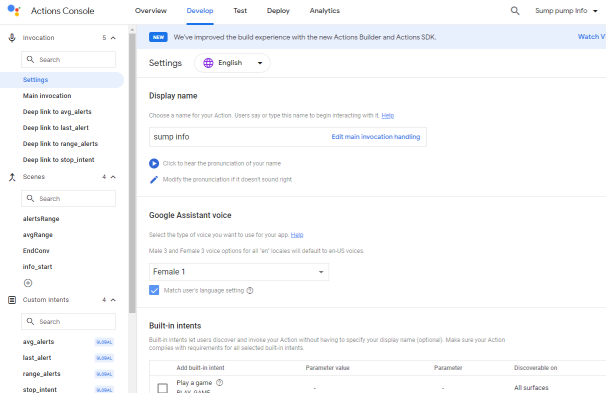 Actions Console
Overview
Develop
Test
Deploy
Analytics
Sump pump Info
Invocation
5
Search
Settings
Main invocation
Deep link to avg_alerts
Deep link to last_alert
Deep link to range_alerts
Deep link to stop_intent
Scenes
4
Search
alertsRange
avgRange
EndConv
info_start
Custom Intents
4
Search
avg_alerts
GLOBAL
last_alert
GLOBAL
range_alerts
GLOBAL
stop_intent
GLOBAL
NEW
We've improved the build experience with the new Actions Builder and Actions SDK.
Watch Vi
Settings
English
Display name
Choose a name for your Action. Users say or type this name to begin interacting with it. Help
sump info
Edit main invocation handling
Click to hear the pronunciation of your name
Modify the pronunciation if it doesn't sound right
Google Assistant voice
Select the type of voice you want to use for your app. Help
Male 3 and Female 3 voice options for all 'en' locales will default to en-US voices.
Female 1
Match user's language setting
Built-in intents
Built-in intents let users discover and invoke your Action without having to specify your display name (optional). Make sure your Action
complies with requirements for all selected built-in intents.
Add built-in intent
Parameter value
Parameter
Discoverable on
Play a game
-
-
All surfaces
PLAY_GAME